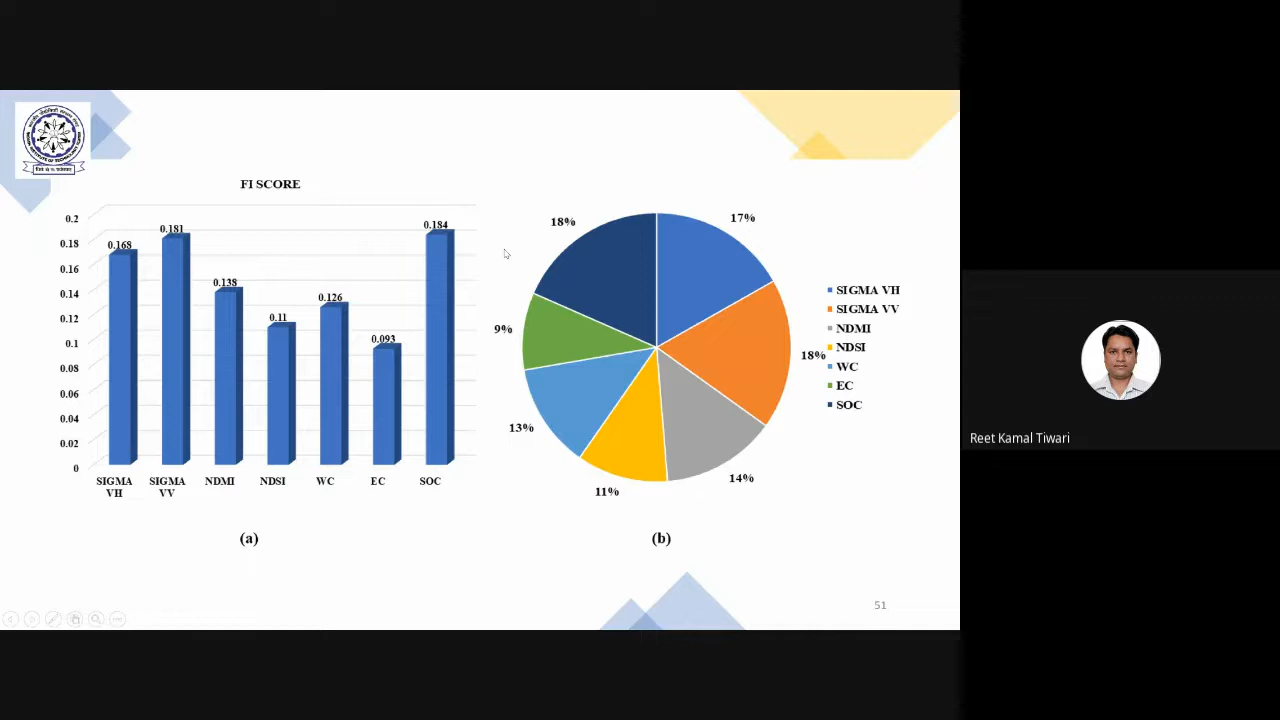 FI SCORE
0.2
0.18
0.16
0.14
0.12
0.1
0.08
0.06
0.04
0.02
0
0.168
0.181
0.138
0.11
0.126
0.093
0.184
SIGMA VH
SIGMA VV
NDMI
NDSI
WC
EC
SOC
(a)
17%
18%
14%
11%
13%
9%
18%
SIGMA VH
SIGMA VV
NDMI
NDSI
WC
EC
SOC
(b)
51
Reet Kamal Tiwari